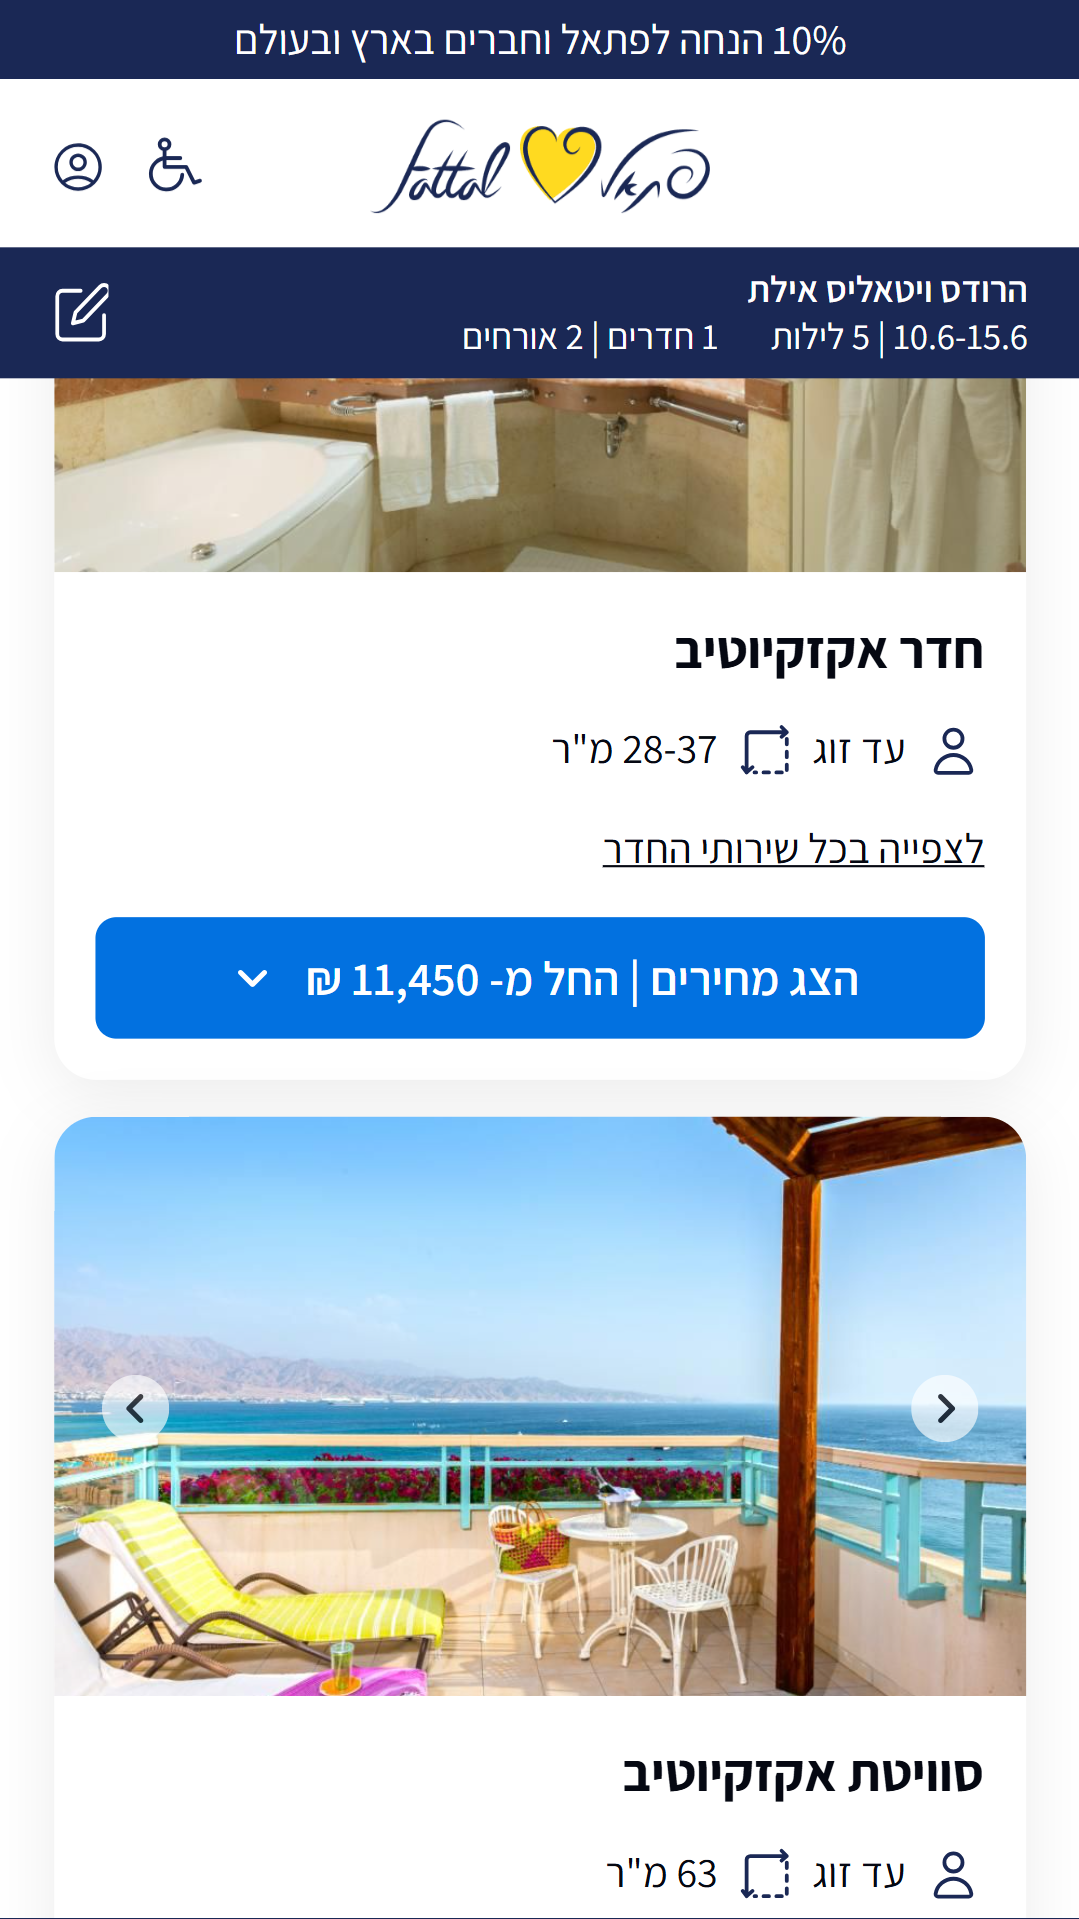 10% הנחה לפתאל וחברים בארץ ובעולם
פתאל Fattal
הרודס ויטאליס אילת
10.6-15.6 | 5 לילות 1 חדרים | 2 אורחים
חדר אקזקיוטיב
עד זוג 28-37 מ"ר
לצפייה בכל שירותי החדר
הצג מחירים | החל מ- 11,450 ₪
סוויטת אקזקיוטיב
עד זוג 63 מ"ר